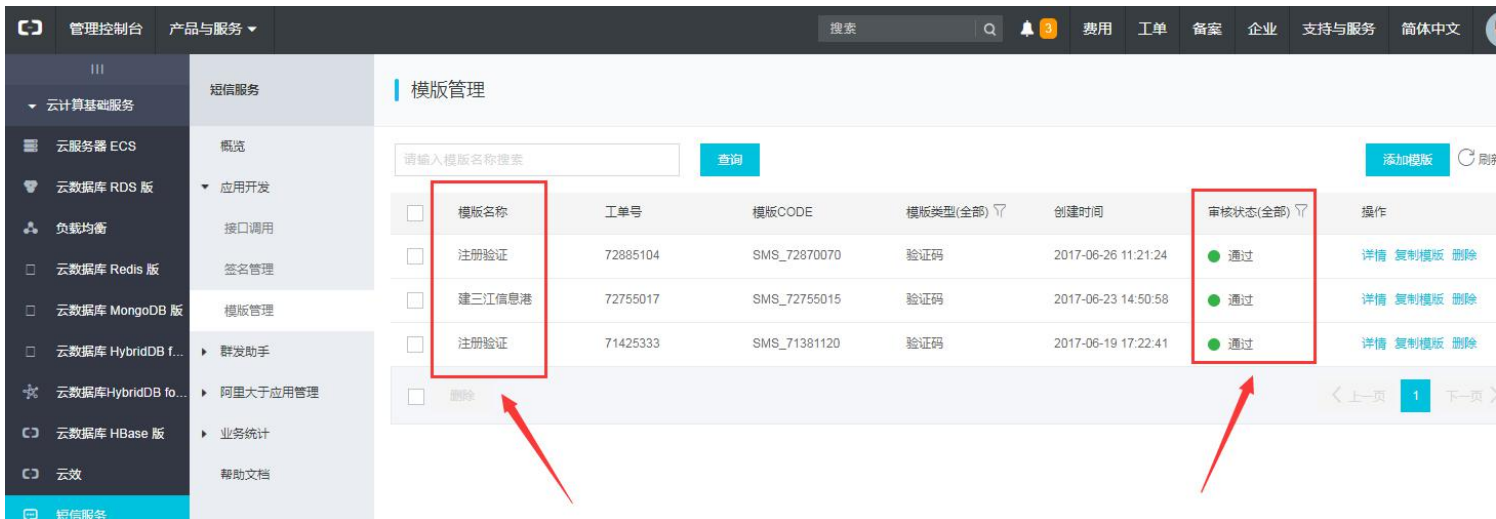 管理控制台 产品与服务 搜索 3 费用 工单 备案 企业 支持与服务 简体中文
云计算基础服务
云服务器 ECS
云数据库 RDS 版
负载均衡
云数据库 Redis 版
云数据库 MongoDB 版
云数据库 HybridDB f...
云数据库HybridDB fo...
云数据库 HBase 版
云效
短信服务
短信服务
概览
应用开发
接口调用
签名管理
模版管理
群发助手
阿里大于应用管理
业务统计
帮助文档
模版管理
请输入模版名称搜索 查询 添加模版 刷新
模版名称 工单号 模版CODE 模版类型(全部) 创建时间 审核状态(全部) 操作
注册验证 72885104 SMS_72870070 验证码 2017-06-26 11:21:24 通过 详情 复制模版 删除
建三江信息港 72755017 SMS_72755015 验证码 2017-06-23 14:50:58 通过 详情 复制模版 删除
注册验证 71425333 SMS_71381120 验证码 2017-06-19 17:22:41 通过 详情 复制模版 删除
删除 上一页 1 下一页